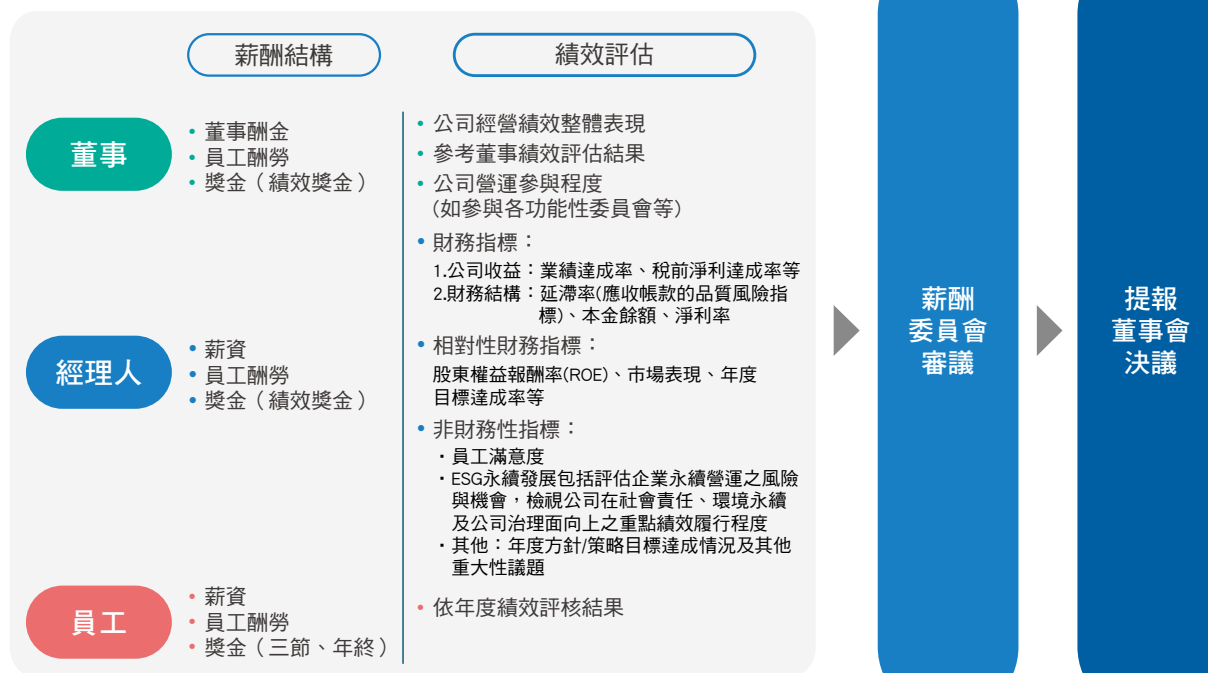 薪酬結構
績效評估
董事
• 董事酬金
• 員工酬勞
• 獎金（績效獎金）
• 公司經營績效整體表現
• 參考董事績效評估結果
• 公司營運參與程度
(如參與各功能性委員會等)
經理人
• 薪資
• 員工酬勞
• 獎金（績效獎金）
• 財務指標：
1.公司收益：業績達成率、稅前淨利達成率等
2.財務結構：延滯率(應收帳款的品質風險指
標)、本金餘額、淨利率
• 相對性財務指標：
股東權益報酬率(ROE)、市場表現、年度
目標達成率等
• 非財務性指標：
・員工滿意度
・ESG永續發展包括評估企業永續營運之風險
與機會，檢視公司在社會責任、環境永續
及公司治理面向上之重點績效履行程度
・其他：年度方針/策略目標達成情況及其他
重大性議題
員工
• 薪資
• 員工酬勞
• 獎金（三節、年終）
• 依年度績效評核結果
薪酬
委員會
審議
提報
董事會
決議